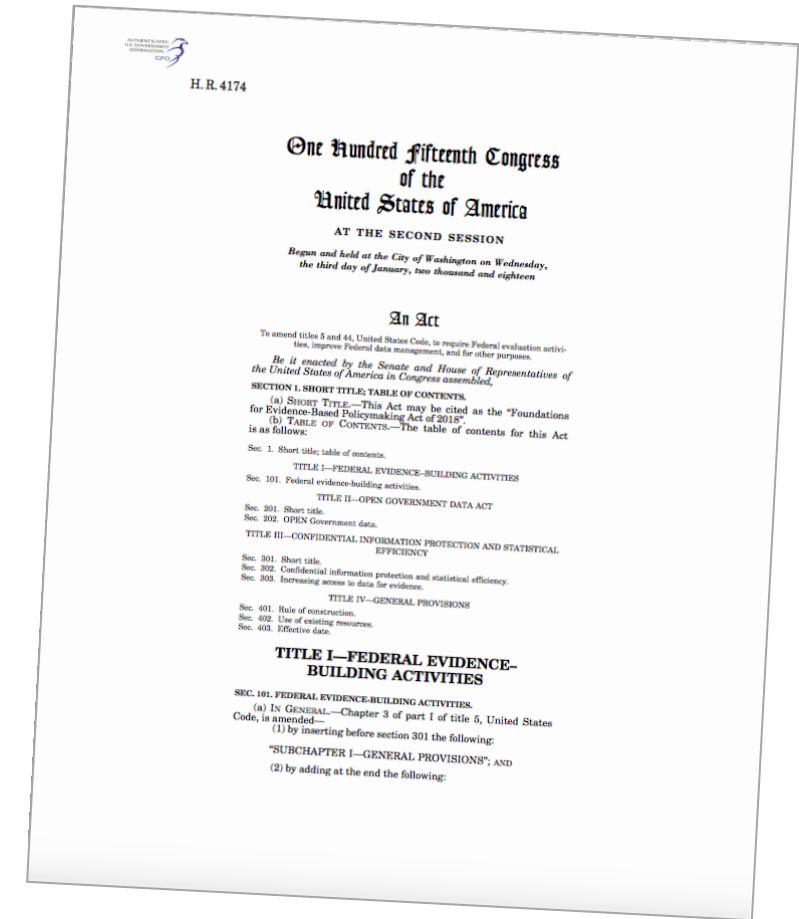 AUTHENTICATED
U.S. GOVERNMENT
INFORMATION
GPO
H. R. 4174
One Hundred Fifteenth Congress
of the
United States of America
AT THE SECOND SESSION
Begun and held at the City of Washington on Wednesday,
the third day of January, two thousand and eighteen
An Act
To amend titles 5 and 44, United States Code, to require Federal evaluation activi-
ties, improve Federal data management, and for other purposes.
Be it enacted by the Senate and House of Representatives of
the United States of America in Congress assembled,
SECTION 1. SHORT TITLE; TABLE OF CONTENTS.
(a) SHORT TITLE.—This Act may be cited as the “Foundations
for Evidence-Based Policymaking Act of 2018”.
(b) TABLE OF CONTENTS.—The table of contents for this Act
is as follows:
Sec. 1. Short title; table of contents.
TITLE I—FEDERAL EVIDENCE–BUILDING ACTIVITIES
Sec. 101. Federal evidence-building activities.
TITLE II—OPEN GOVERNMENT DATA ACT
Sec. 201. Short title.
Sec. 202. OPEN Government data.
TITLE III—CONFIDENTIAL INFORMATION PROTECTION AND STATISTICAL
EFFICIENCY
Sec. 301. Short title.
Sec. 302. Confidential information protection and statistical efficiency.
Sec. 303. Increasing access to data for evidence.
TITLE IV—GENERAL PROVISIONS
Sec. 401. Rule of construction.
Sec. 402. Use of existing resources.
Sec. 403. Effective date.
TITLE I—FEDERAL EVIDENCE–
BUILDING ACTIVITIES
SEC. 101. FEDERAL EVIDENCE-BUILDING ACTIVITIES.
(a) IN GENERAL.—Chapter 3 of part I of title 5, United States
Code, is amended—
(1) by inserting before section 301 the following:
“SUBCHAPTER I—GENERAL PROVISIONS”; AND
(2) by adding at the end the following: